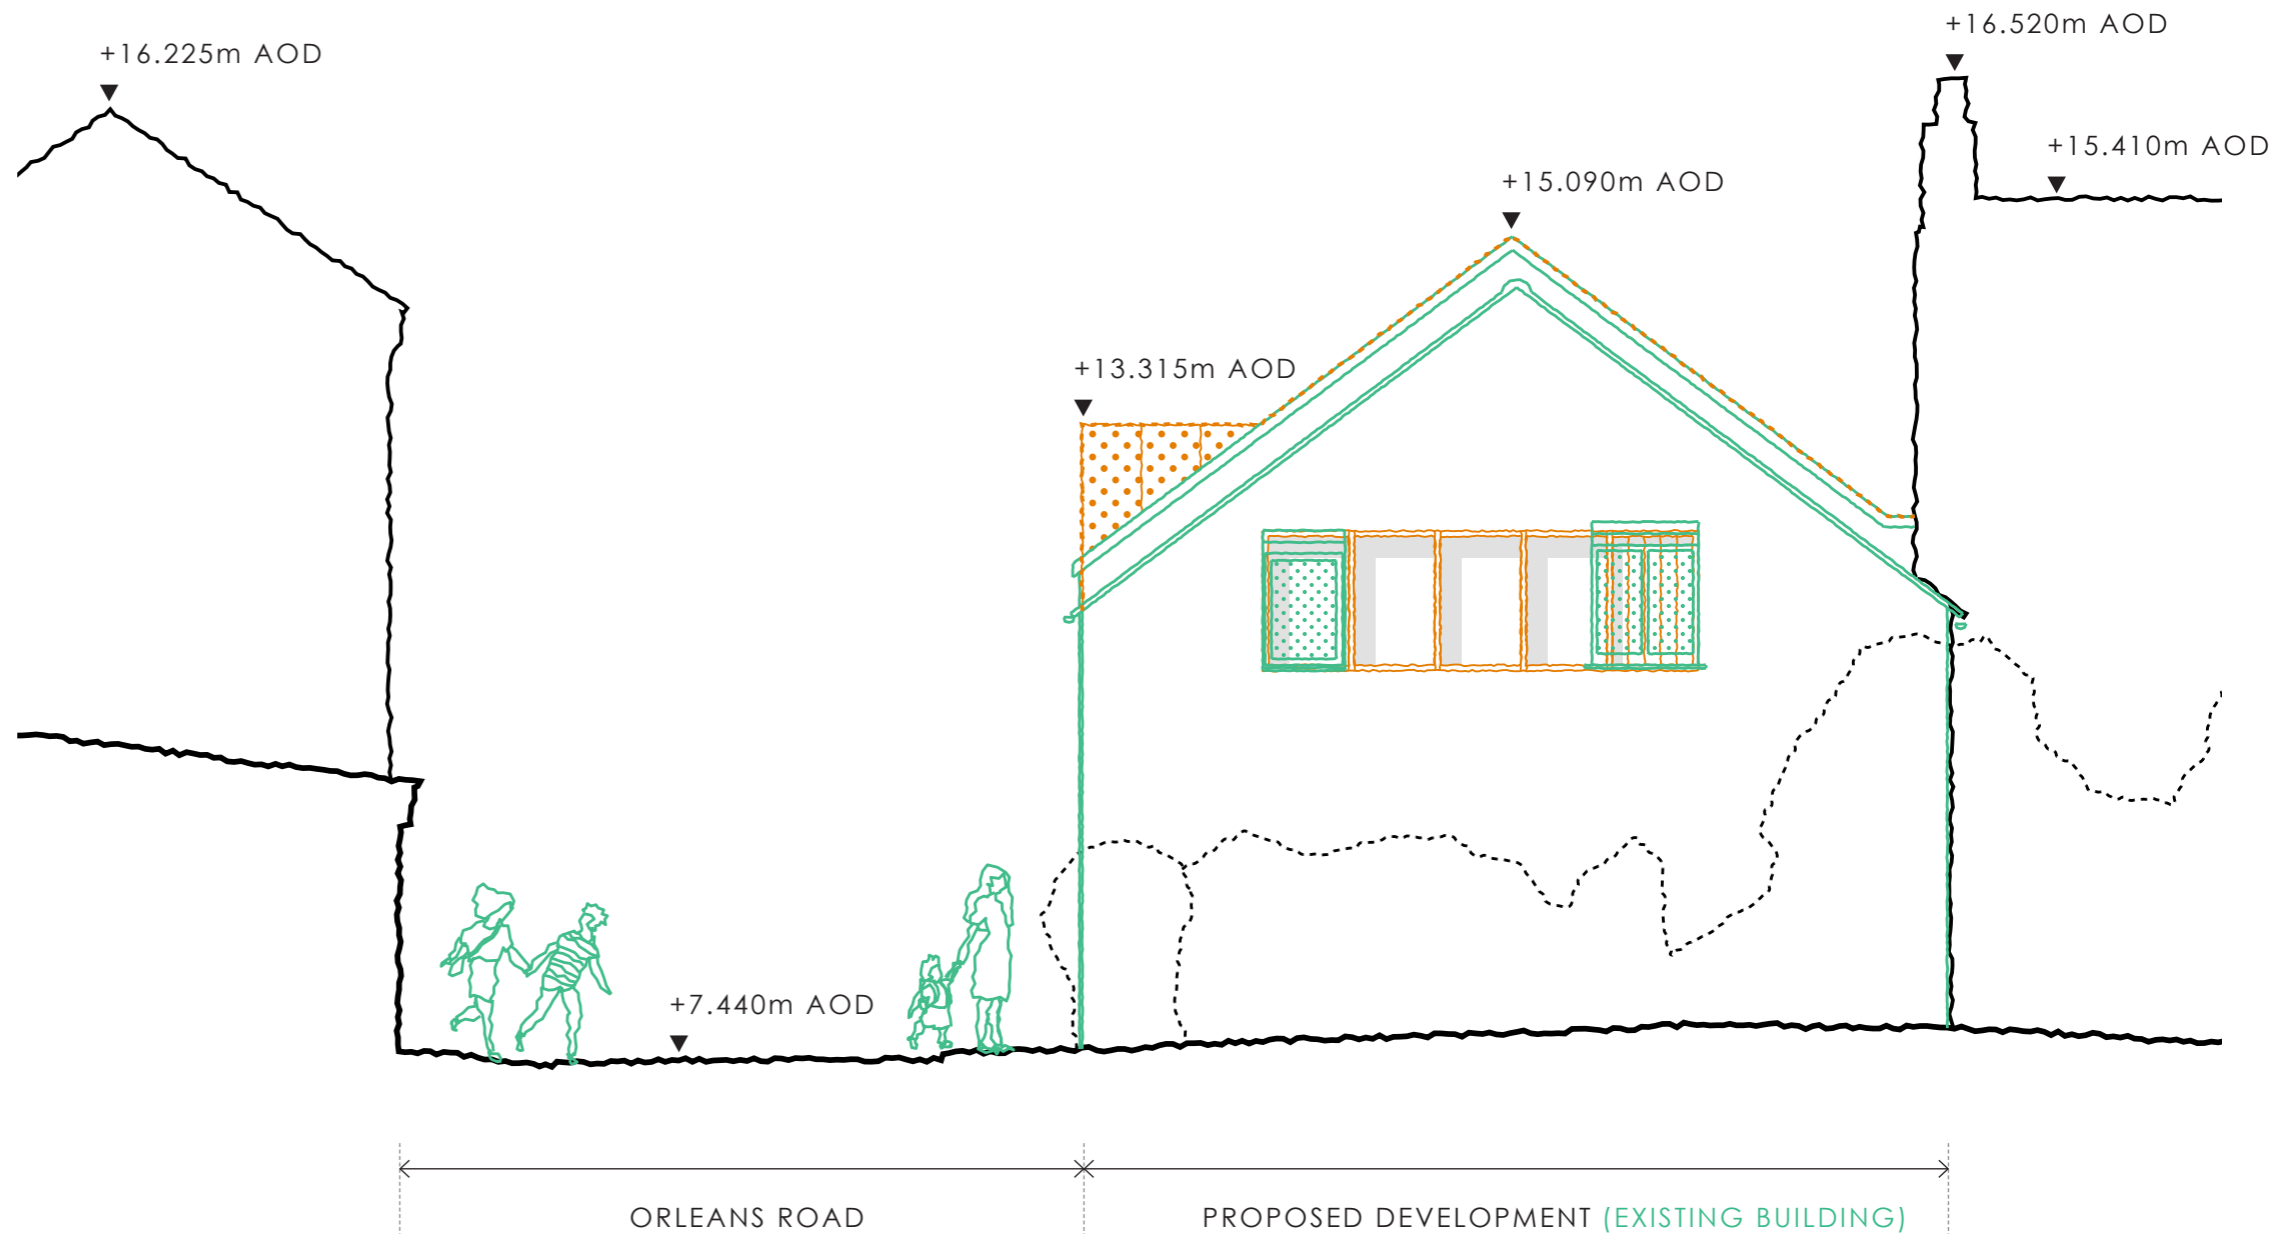 +16.520m AOD
+16.225m AOD
+15.410m AOD
+15.090m AOD
+13.315m AOD
+7.440m AOD
ORLEANS ROAD
PROPOSED DEVELOPMENT (EXISTING BUILDING)